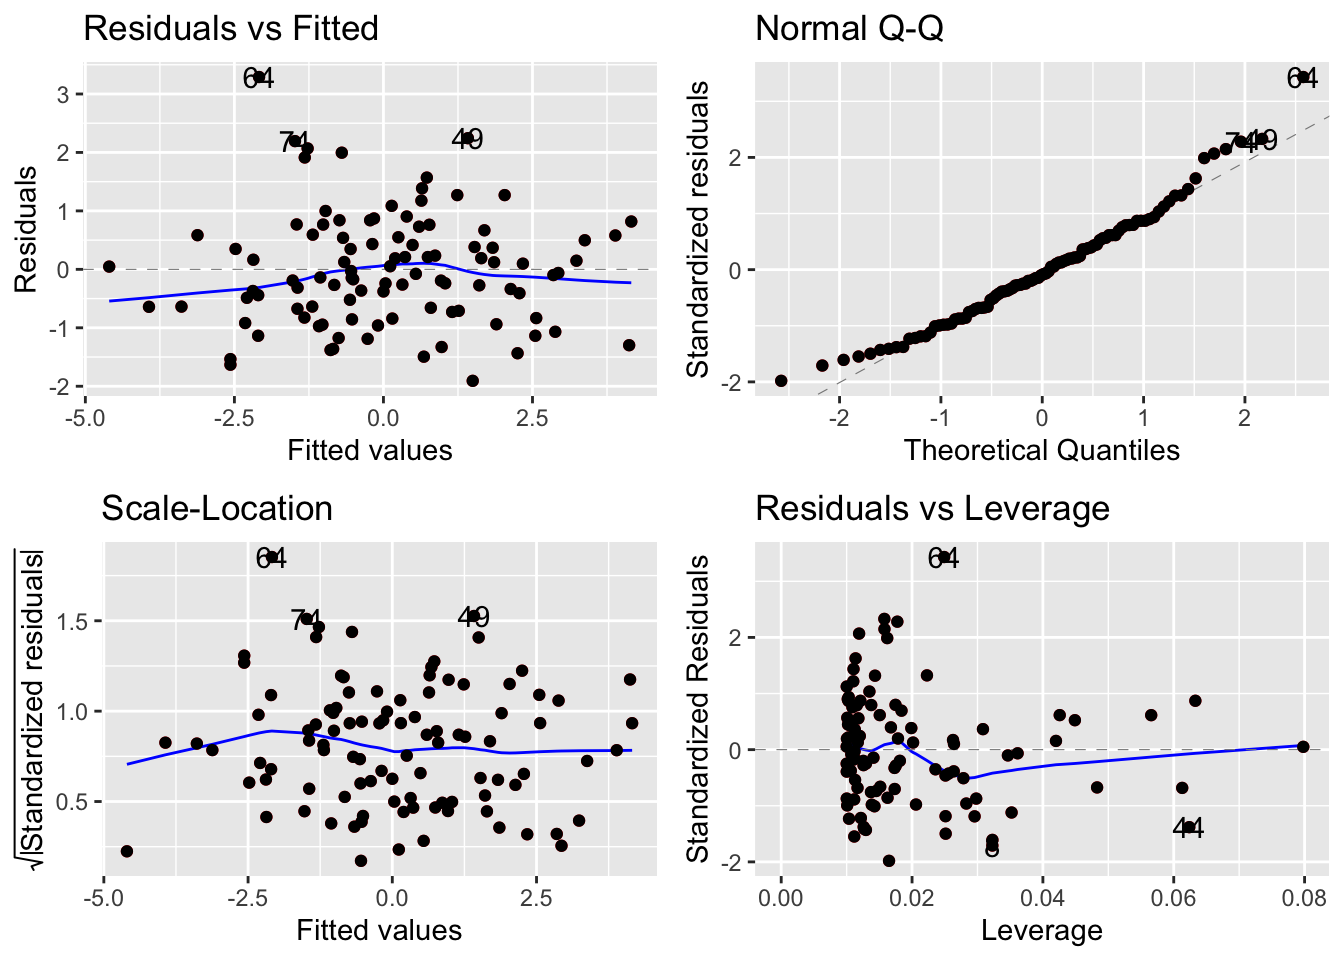 Residuals vs Fitted
64
74
49
3
2
1
0
-1
-2
Residuals
-5.0 -2.5 0.0 2.5
Fitted values
Normal Q-Q
64
74
49
2
0
-2
Standardized residuals
-2 -1 0 1 2
Theoretical Quantiles
Scale-Location
64
74
49
1.5
1.0
0.5
√|Standardized residuals|
-5.0 -2.5 0.0 2.5
Fitted values
Residuals vs Leverage
64
44
2
0
-2
Standardized Residuals
0.00 0.02 0.04 0.06 0.08
Leverage